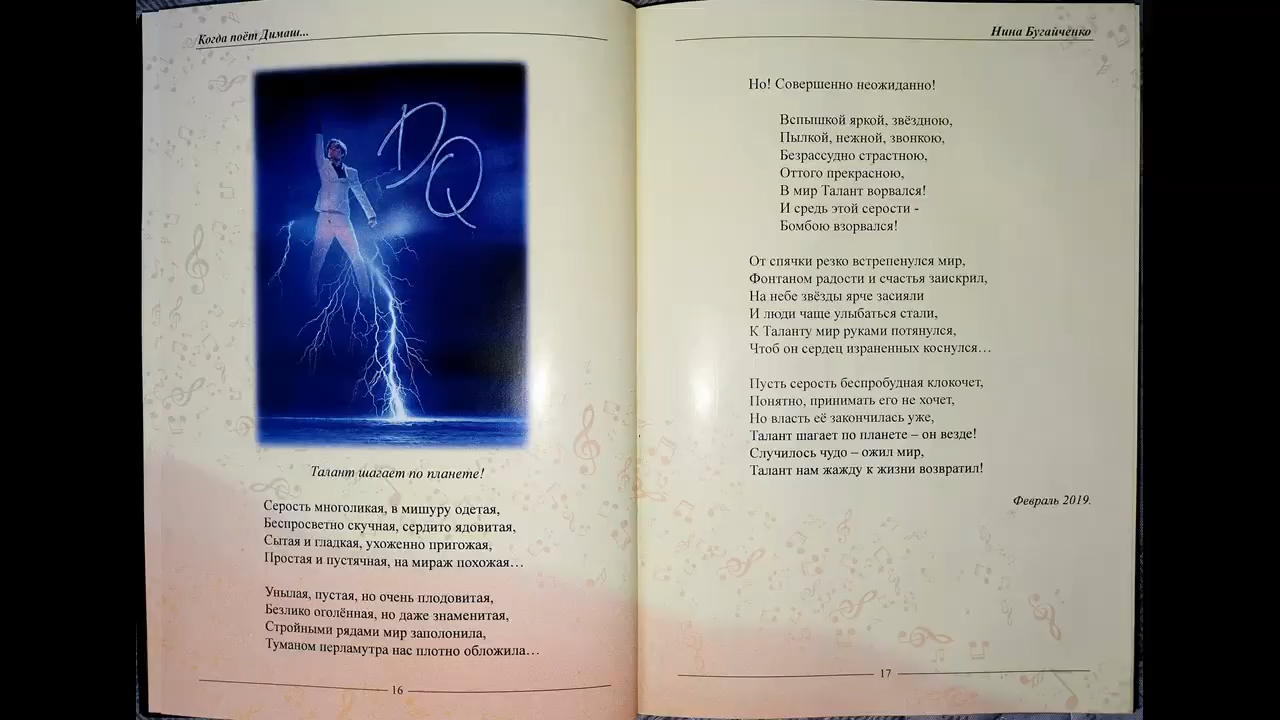 Когда поёт Димаш...
DQ
Талант шагает по планете!
Серость многоликая, в мишуру одетая,
Беспросветно скучная, сердито ядовитая,
Сытая и гладкая, ухоженно пригожая,
Простая и пустячная, на мираж похожая…
Унылая, пустая, но очень плодовитая,
Безлико оголённая, но даже знаменитая,
Стройными рядами мир заполонила,
Туманом перламутра нас плотно обложила…
16
Нина Бугайченко
Но! Совершенно неожиданно!
Вспышкой яркой, звёздною,
Пылкой, нежной, звонкою,
Безрассудно страстною,
Оттого прекрасною,
В мир Талант ворвался!
И средь этой серости -
Бомбою взорвался!
От спячки резко встрепенулся мир,
Фонтаном радости и счастья заискрил,
На небе звёзды ярче засияли
И люди чаще улыбаться стали,
К Таланту мир руками потянулся,
Чтоб он сердец израненных коснулся…
Пусть серость беспробудная клокочет,
Понятно, принимать его не хочет,
Но власть её закончилась уже,
Талант шагает по планете – он везде!
Случилось чудо – ожил мир,
Талант нам жажду к жизни возвратил!
Февраль 2019.
17